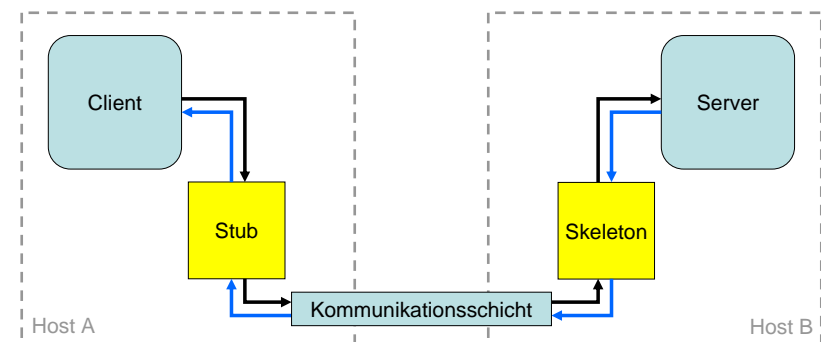 Client
Server
Stub
Skeleton
Kommunikationsschicht
Host A
Host B